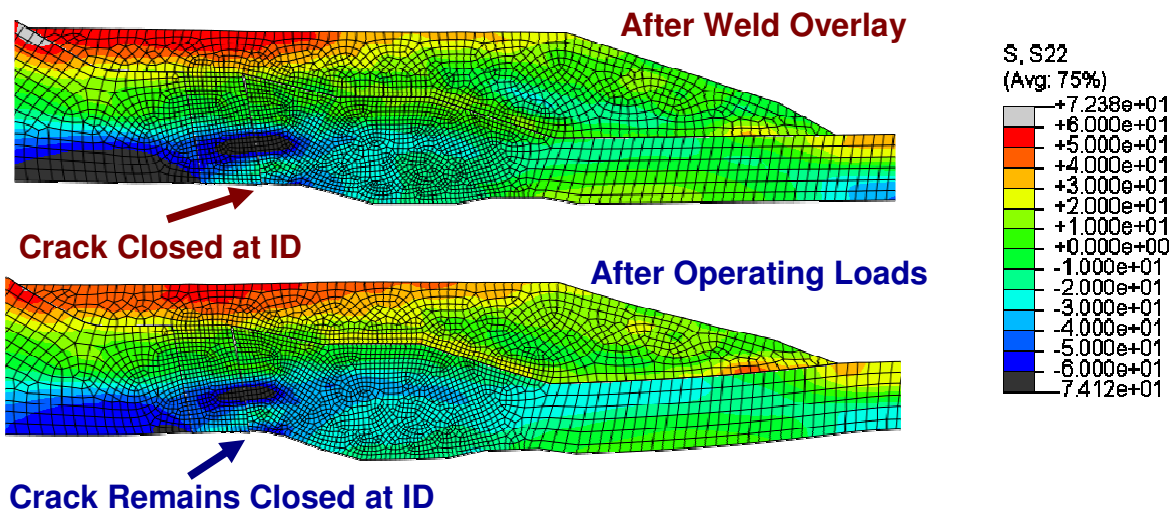 After Weld Overlay
Crack Closed at ID
After Operating Loads
Crack Remains Closed at ID
S, S22
(Avg: 75%)
+7.238e+01
+6.000e+01
+5.000e+01
+4.000e+01
+3.000e+01
+2.000e+01
+1.000e+01
+0.000e+00
-1.000e+01
-2.000e+01
-3.000e+01
-4.000e+01
-5.000e+01
-6.000e+01
-7.412e+01